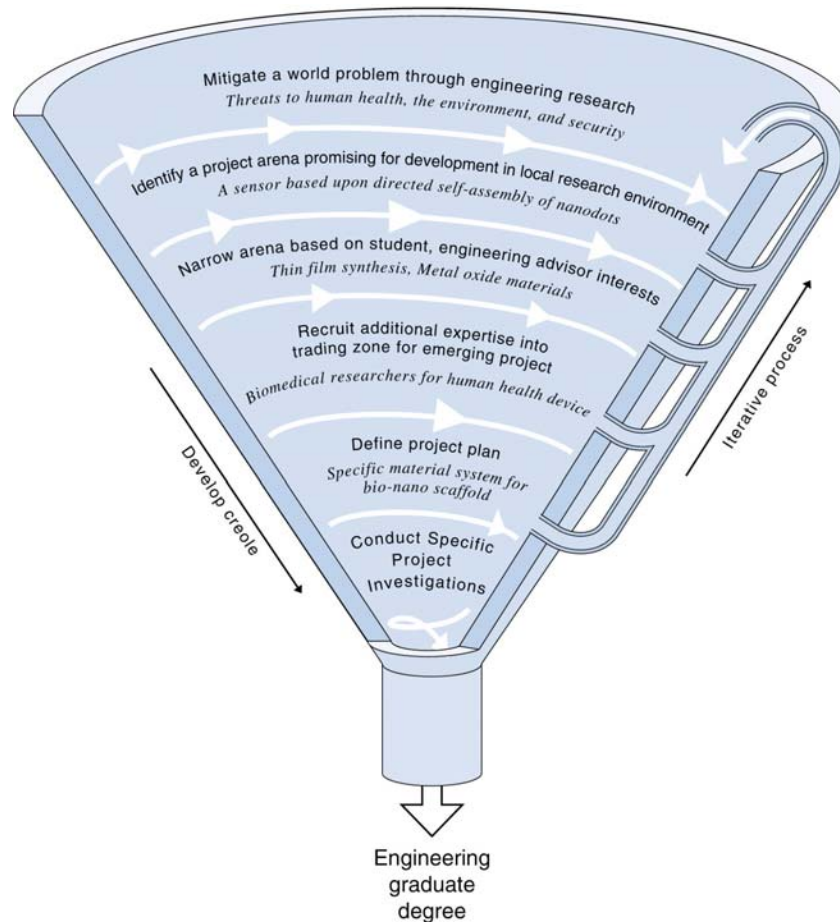 Mitigate a world problem through engineering research
Threats to human health, the environment, and security
Identify a project arena promising for development in local research environment
A sensor based upon directed self-assembly of nanodots
Narrow arena based on student, engineering advisor interests
Thin film synthesis, Metal oxide materials
Recruit additional expertise into
trading zone for emerging project
Biomedical researchers for human health device
Define project plan
Specific material system for
bio-nano scaffold
Conduct Specific
Project
Investigations
Develop creole
Iterative process
Engineering
graduate
degree